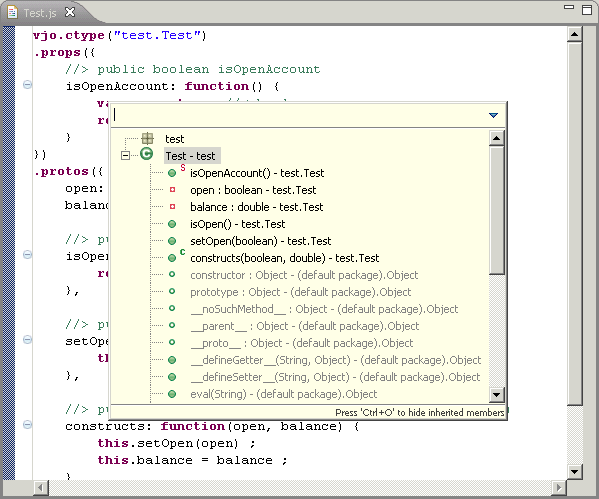 Test.js
vjo.ctype("test.Test")
.props({
//> public boolean isOpenAccount
isOpenAccount: function() {
va
re
}
})
.protos({
open:
balan
//> pu
isOpe
re
},
//> pu
setOp
th
},
//> pu
constructs: function(open, balance) {
this.setOpen(open) ;
this.balance = balance ;
}
test
Test - test
isOpenAccount() - test.Test
open : boolean - test.Test
balance : double - test.Test
isOpen() - test.Test
setOpen(boolean) - test.Test
constructs(boolean, double) - test.Test
constructor : Object - (default package).Object
prototype : Object - (default package).Object
__noSuchMethod__ : Object - (default package).Object
__parent__ : Object - (default package).Object
__proto__ : Object - (default package).Object
__defineGetter__(String, Object) - (default package).Object
__defineSetter__(String, Object) - (default package).Object
eval(String) - (default package).Object
Press 'Ctrl+O' to hide inherited members